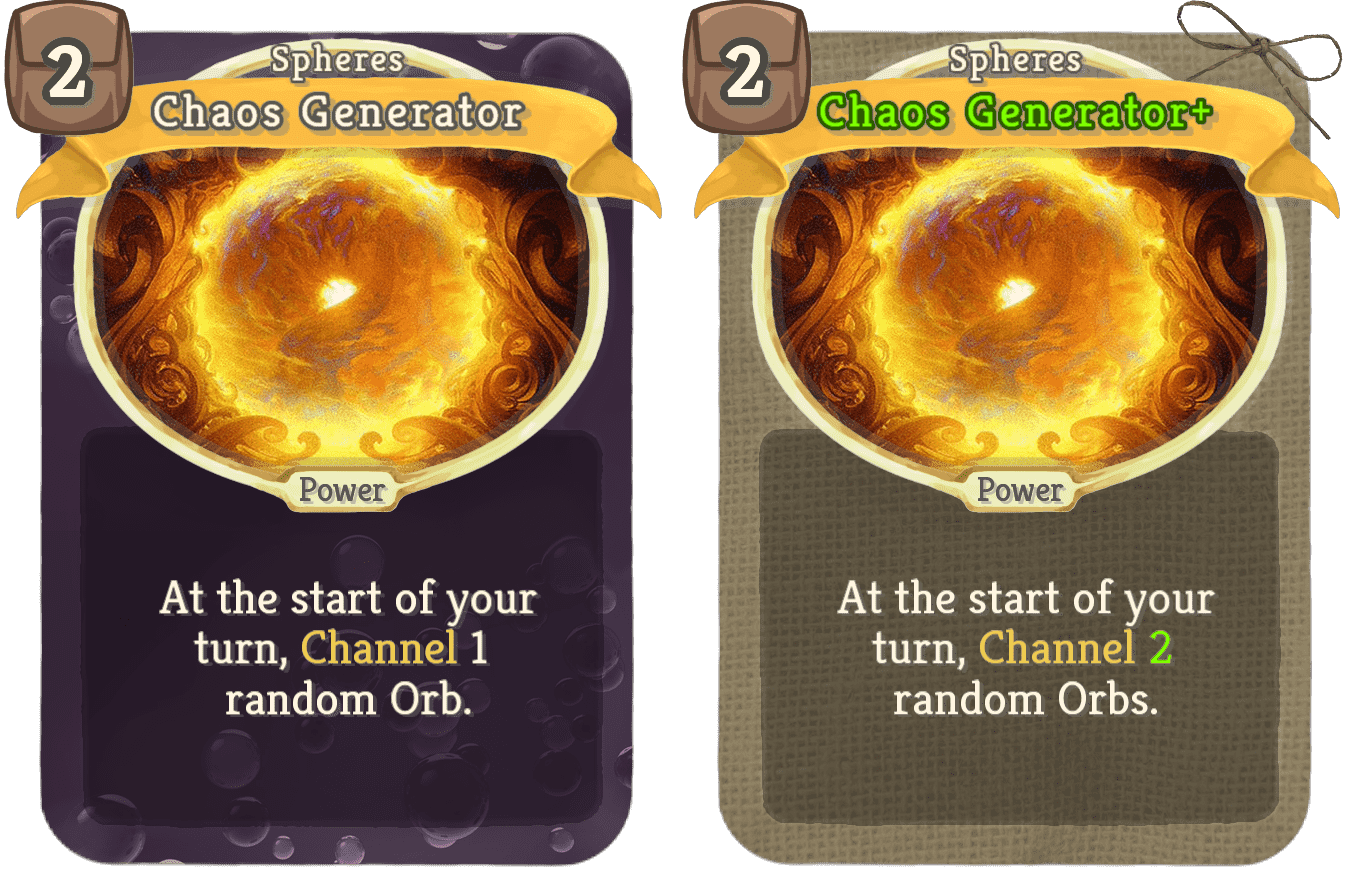 2
Spheres
Chaos Generator
Power
At the start of your
turn, Channel 1
random Orb.
2
Spheres
Chaos Generator+
Power
At the start of your
turn, Channel 2
random Orbs.